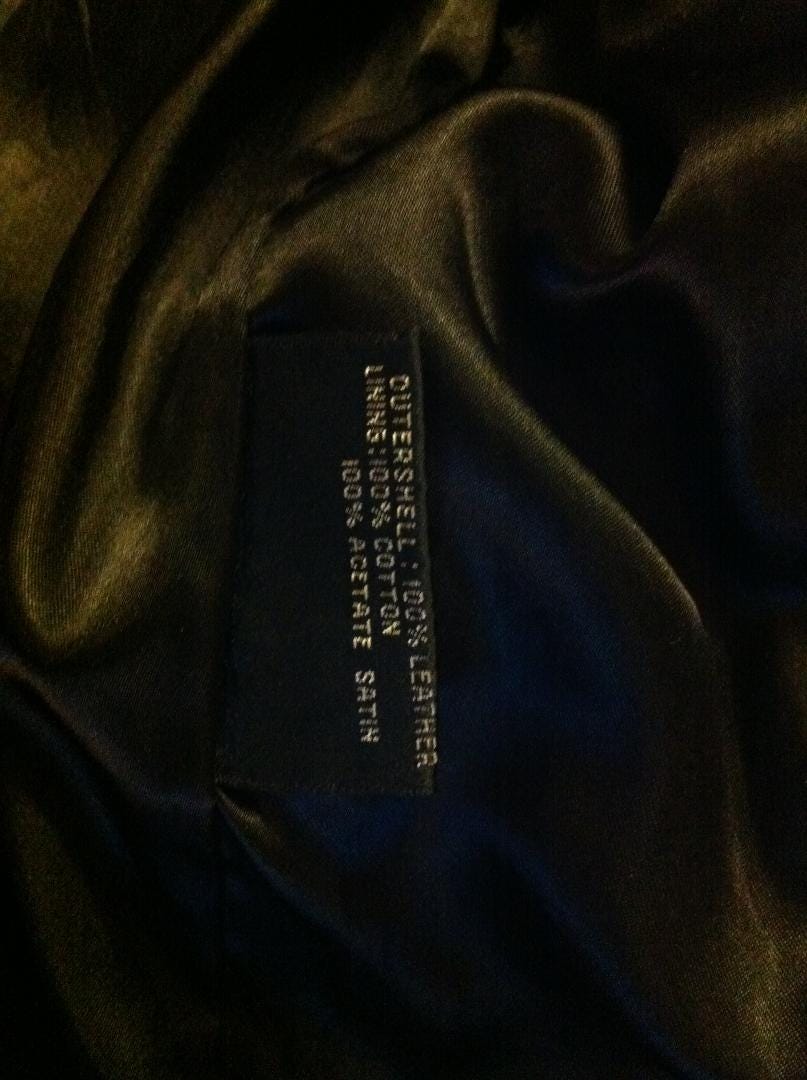 OUTERSHELL : 100% LEATHER
LINING : 100% COTTON
100% ACETATE SATIN